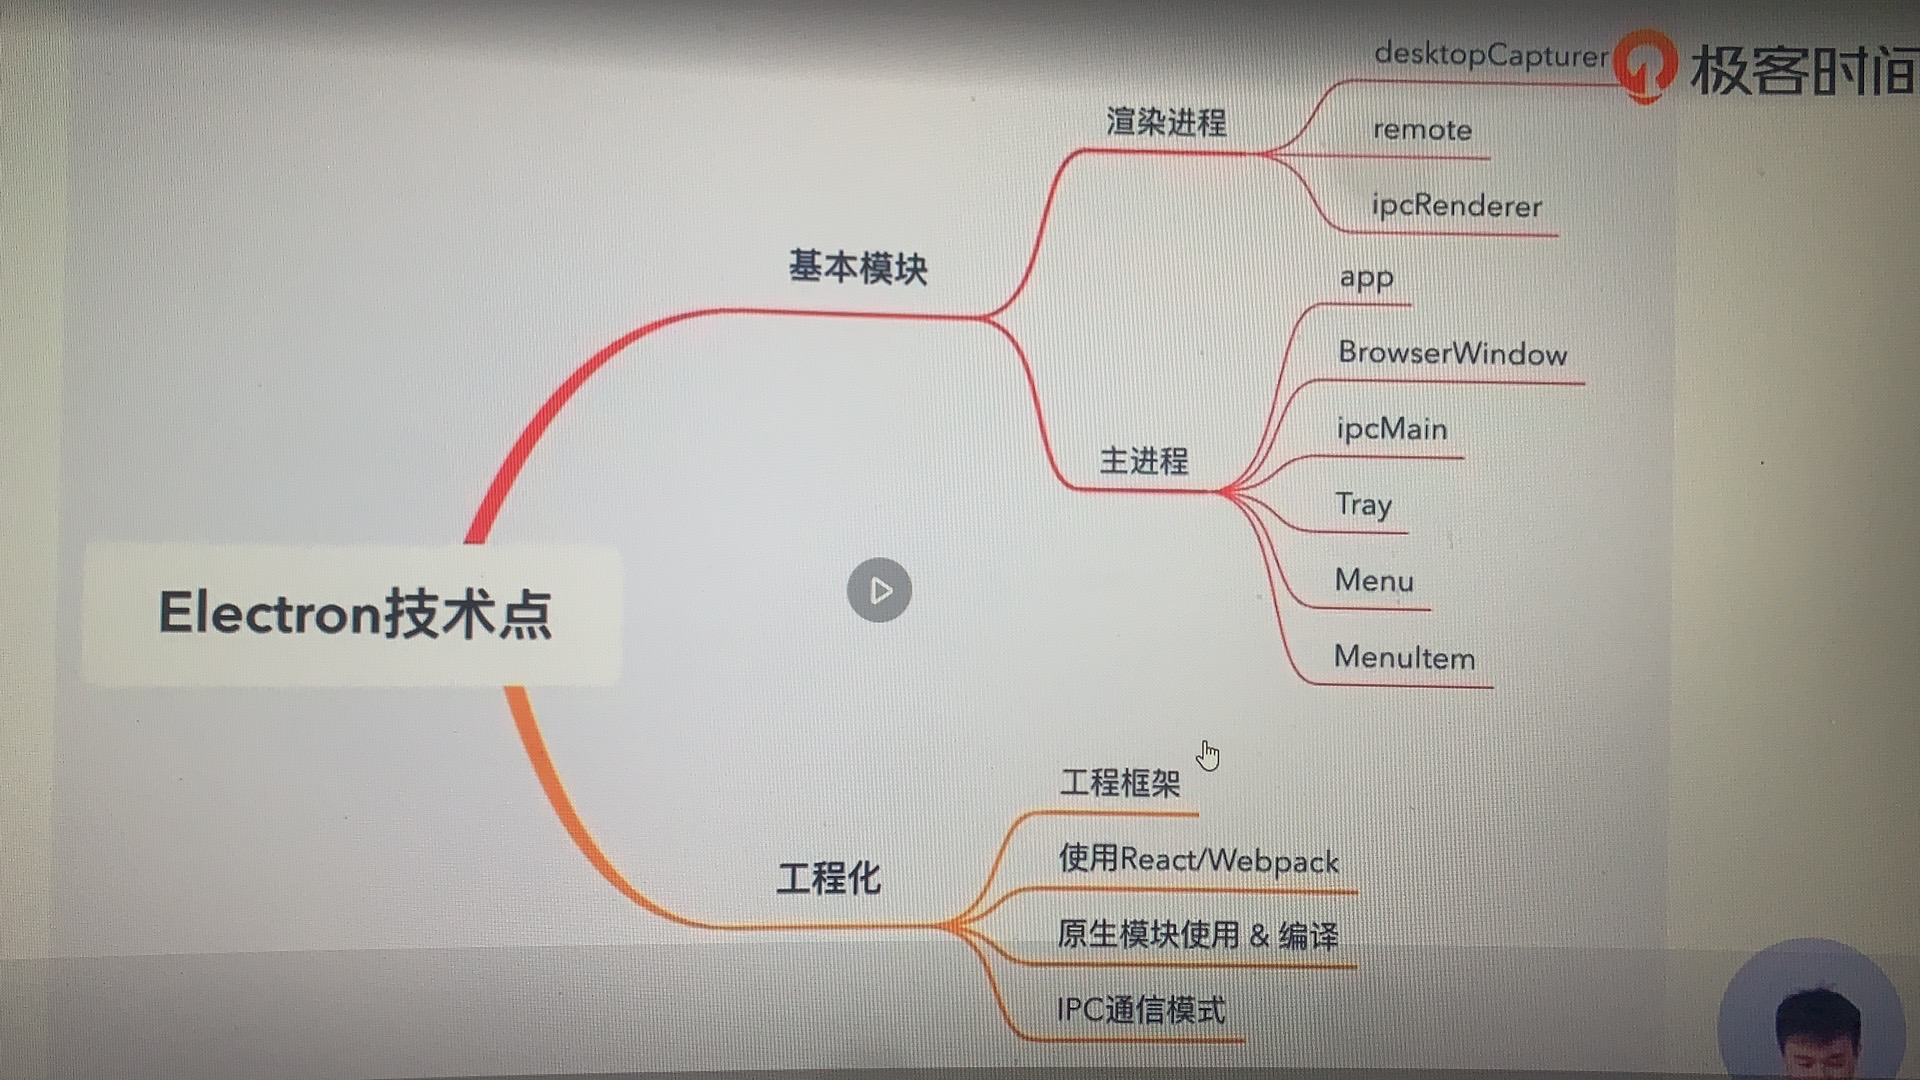 desktopCapturer
极客时间
渲染进程
remote
ipcRenderer
基本模块
app
BrowserWindow
ipcMain
主进程
Tray
Menu
MenuItem
Electron技术点
工程框架
使用React/Webpack
工程化
原生模块使用 & 编译
IPC通信模式